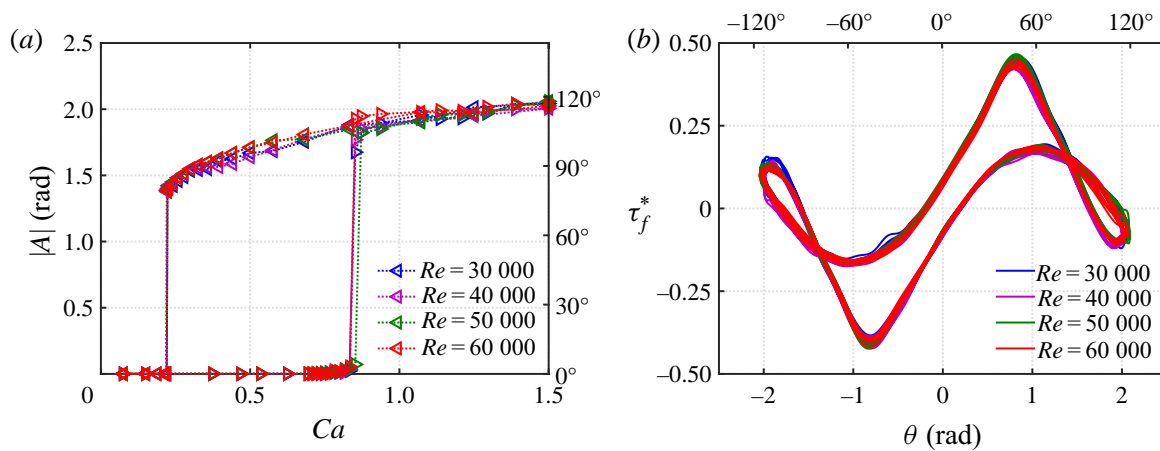 (a)
2.5
2.0
1.5
1.0
0.5
0
0.5
1.0
1.5
120°
90°
60°
30°
0°
|A| (rad)
Ca
Re = 30 000
Re = 40 000
Re = 50 000
Re = 60 000
(b)
–120°
–60°
0°
60°
120°
0.50
0.25
0
–0.25
–0.50
τ*f
–2
–1
0
1
2
θ (rad)
Re = 30 000
Re = 40 000
Re = 50 000
Re = 60 000